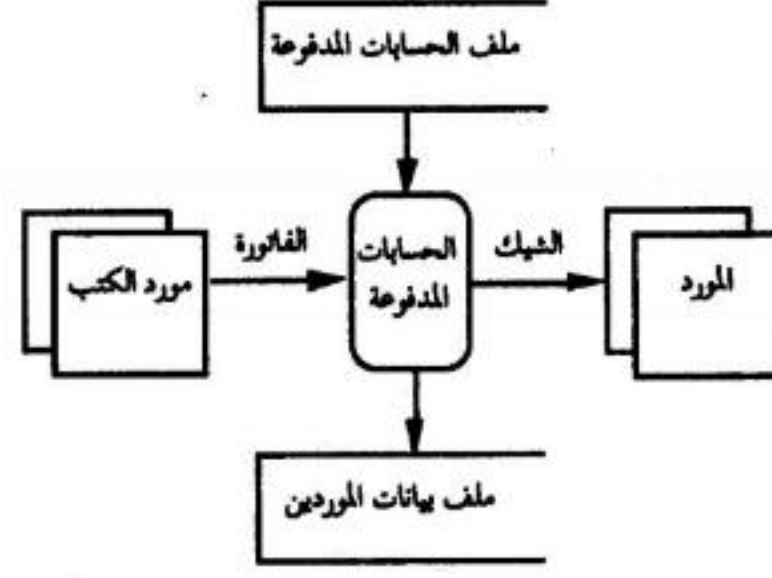 ملف الحسابات المدفوعة
مورد الكتب
الفاتورة
الحسابات
المدفوعة
الشيك
المورد
ملف بيانات الموردين